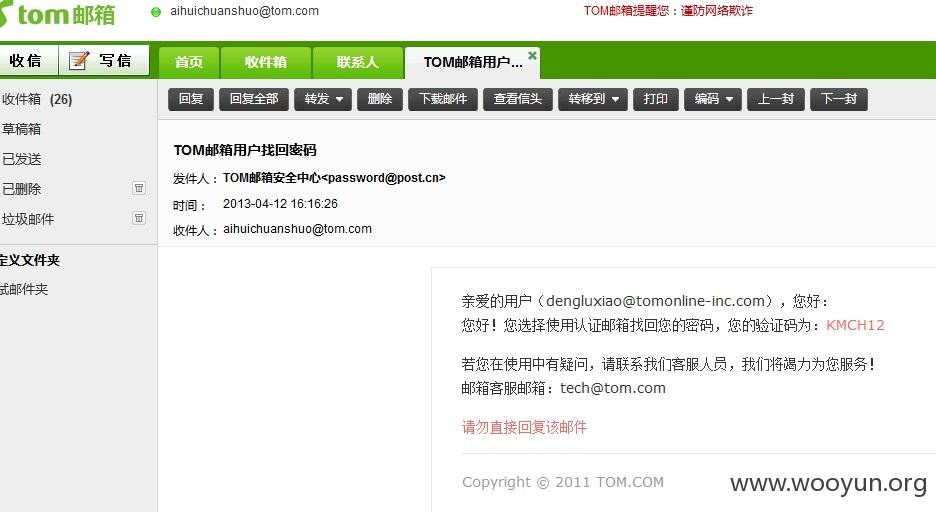 tom邮箱
aihuichuanshuo@tom.com
TOM邮箱提醒您：谨防网络欺诈
收信 写信
首页 收件箱 联系人 TOM邮箱用户...
回复 回复全部 转发 删除 下载邮件 查看信头 转移到 打印 编码 上一封 下一封
收件箱 (26)
草稿箱
已发送
已删除
垃圾邮件
定义文件夹
试邮件夹
TOM邮箱用户找回密码
发件人：TOM邮箱安全中心<password@post.cn>
时间：2013-04-12 16:16:26
收件人：aihuichuanshuo@tom.com
亲爱的用户（dengluxiao@tomonline-inc.com），您好：
您好！您选择使用认证邮箱找回您的密码，您的验证码为：KMCH12
若您在使用中有疑问，请联系我们客服人员，我们将竭力为您服务！
邮箱客服邮箱：tech@tom.com
请勿直接回复该邮件
Copyright © 2011 TOM.COM
www.wooyun.org